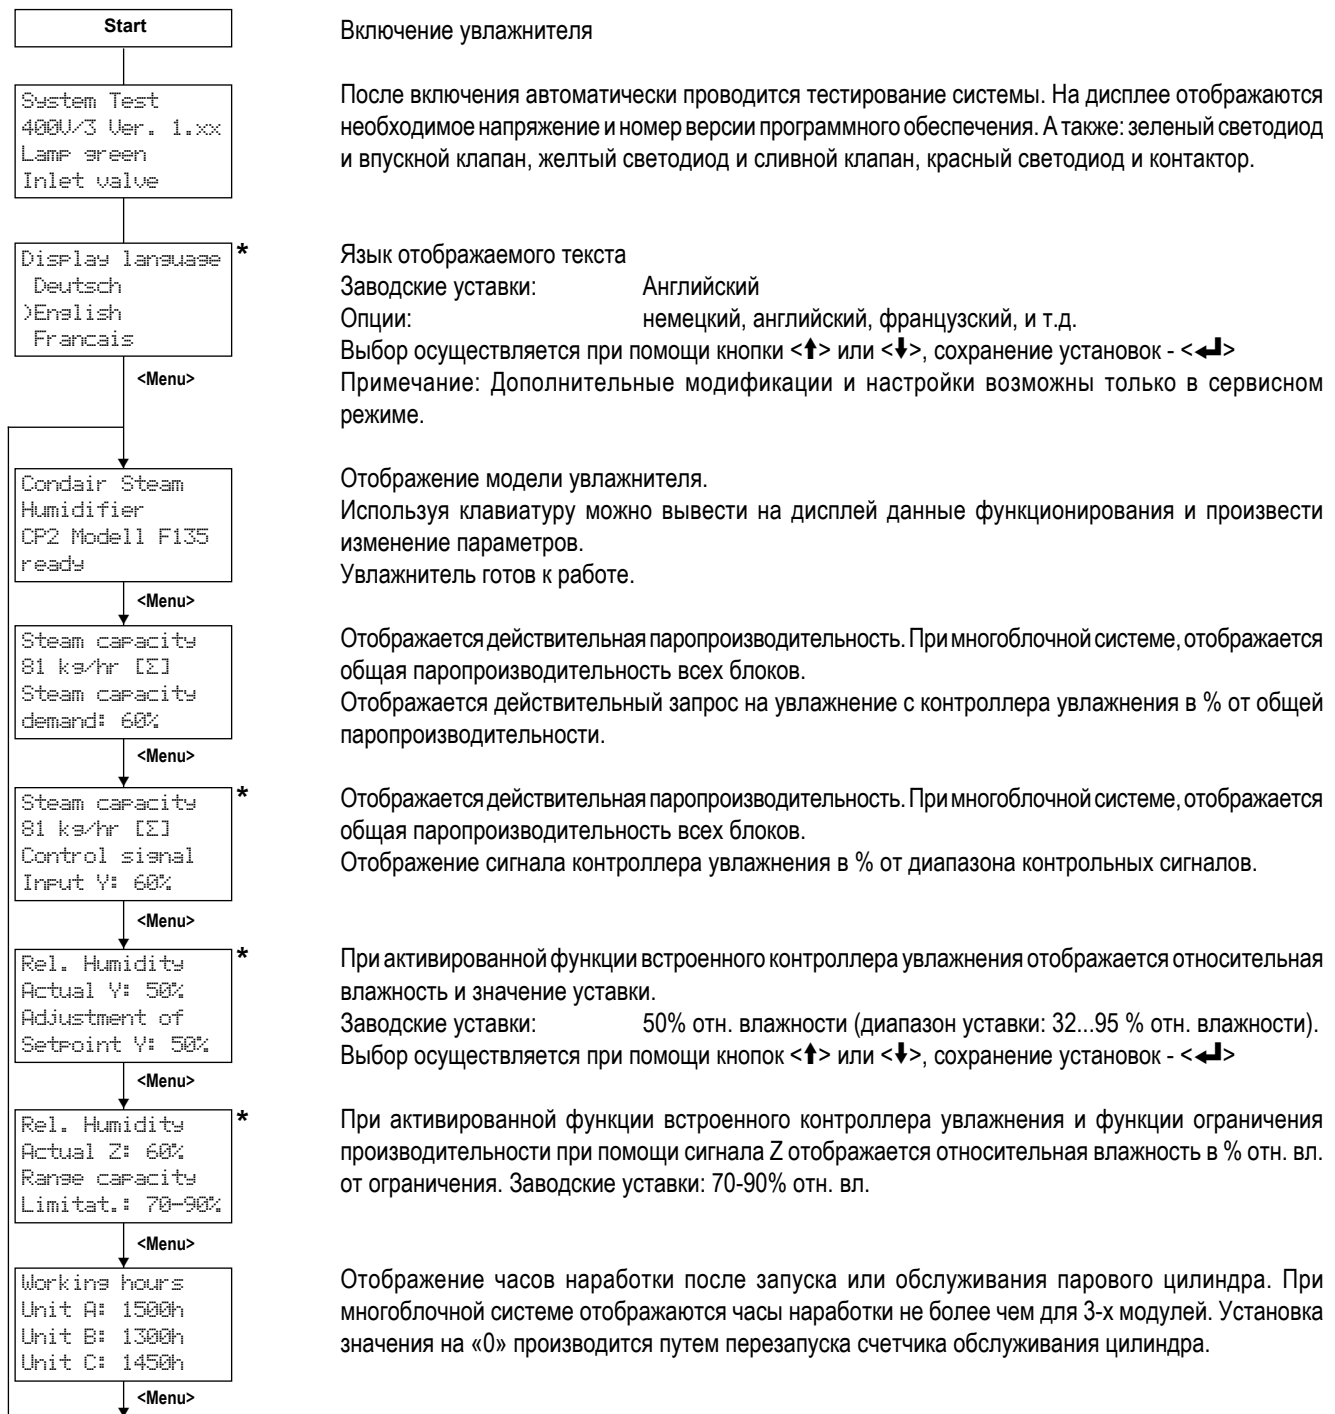 Start
Включение увлажнителя
System Test
400V/3 Ver. 1.xx
Lamp green
Inlet valve
После включения автоматически проводится тестирование системы. На дисплее отображаются
необходимое напряжение и номер версии программного обеспечения. А также: зеленый светодиод
и впускной клапан, желтый светодиод и сливной клапан, красный светодиод и контактор.
Display language *
Deutsch
>English
Francais
<Menu>
Язык отображаемого текста
Заводские уставки: Английский
Опции: немецкий, английский, французский, и т.д.
Выбор осуществляется при помощи кнопки <↑> или <↓>, сохранение установок - <↵>
Примечание: Дополнительные модификации и настройки возможны только в сервисном
режиме.
Condair Steam
Humidifier
CP2 Modell F135
ready
<Menu>
Отображение модели увлажнителя.
Используя клавиатуру можно вывести на дисплей данные функционирования и произвести
изменение параметров.
Увлажнитель готов к работе.
Steam capacity
81 kg/hr [Σ]
Steam capacity
demand: 60%
<Menu>
Отображается действительная паропроизводительность. При многоблочной системе, отображается
общая паропроизводительность всех блоков.
Отображается действительный запрос на увлажнение с контроллера увлажнения в % от общей
паропроизводительности.
Steam capacity *
81 kg/hr [Σ]
Control signal
Input Y: 60%
<Menu>
Отображается действительная паропроизводительность. При многоблочной системе, отображается
общая паропроизводительность всех блоков.
Отображение сигнала контроллера увлажнения в % от диапазона контрольных сигналов.
Rel. Humidity *
Actual Y: 50%
Adjustment of
Setpoint Y: 50%
<Menu>
При активированной функции встроенного контроллера увлажнения отображается относительная
влажность и значение уставки.
Заводские уставки: 50% отн. влажности (диапазон уставки: 32...95 % отн. влажности).
Выбор осуществляется при помощи кнопок <↑> или <↓>, сохранение установок - <↵>
Rel. Humidity *
Actual Z: 60%
Range capacity
Limitat.: 70-90%
<Menu>
При активированной функции встроенного контроллера увлажнения и функции ограничения
производительности при помощи сигнала Z отображается относительная влажность в % отн. вл.
от ограничения. Заводские уставки: 70-90% отн. вл.
Working hours
Unit A: 1500h
Unit B: 1300h
Unit C: 1450h
<Menu>
Отображение часов наработки после запуска или обслуживания парового цилиндра. При
многоблочной системе отображаются часы наработки не более чем для 3-х модулей. Установка
значения на «0» производится путем перезапуска счетчика обслуживания цилиндра.